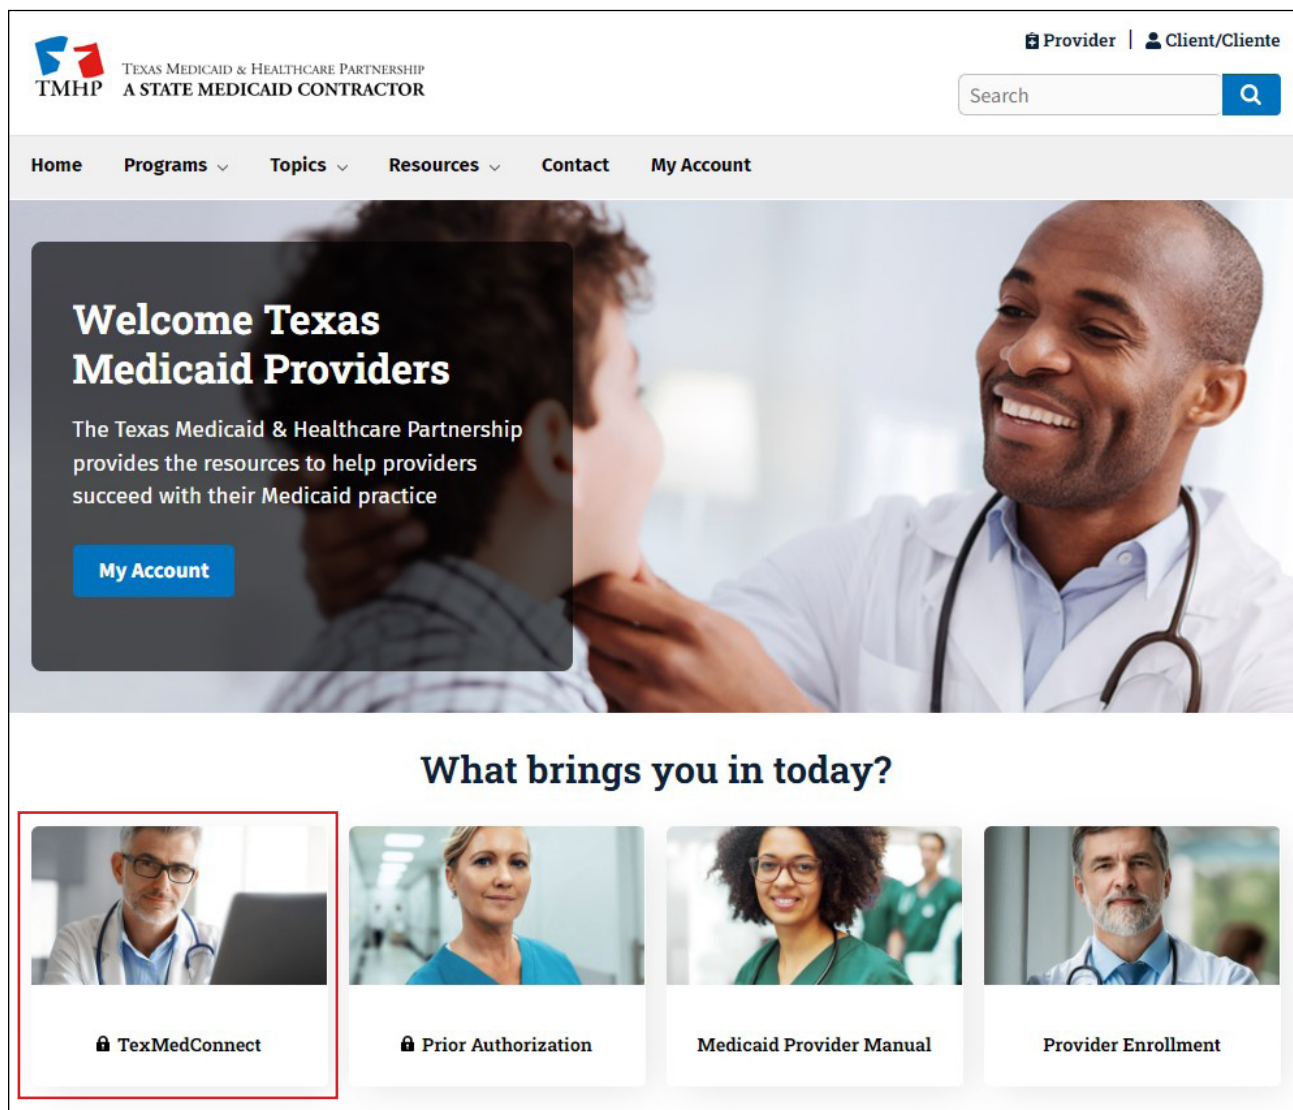 Provider | Client/Cliente
TMHP
TEXAS MEDICAID & HEALTHCARE PARTNERSHIP
A STATE MEDICAID CONTRACTOR
Search
Home Programs Topics Resources Contact My Account
Welcome Texas
Medicaid Providers
The Texas Medicaid & Healthcare Partnership
provides the resources to help providers
succeed with their Medicaid practice
My Account
What brings you in today?
TexMedConnect
Prior Authorization
Medicaid Provider Manual
Provider Enrollment